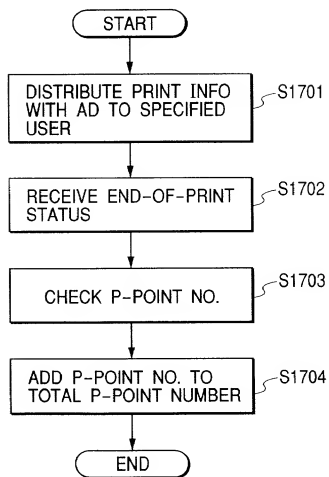 START
DISTRIBUTE PRINT INFO
WITH AD TO SPECIFIED
USER
S1701
RECEIVE END-OF-PRINT
STATUS
S1702
CHECK P-POINT NO.
S1703
ADD P-POINT NO. TO
TOTAL P-POINT NUMBER
S1704
END